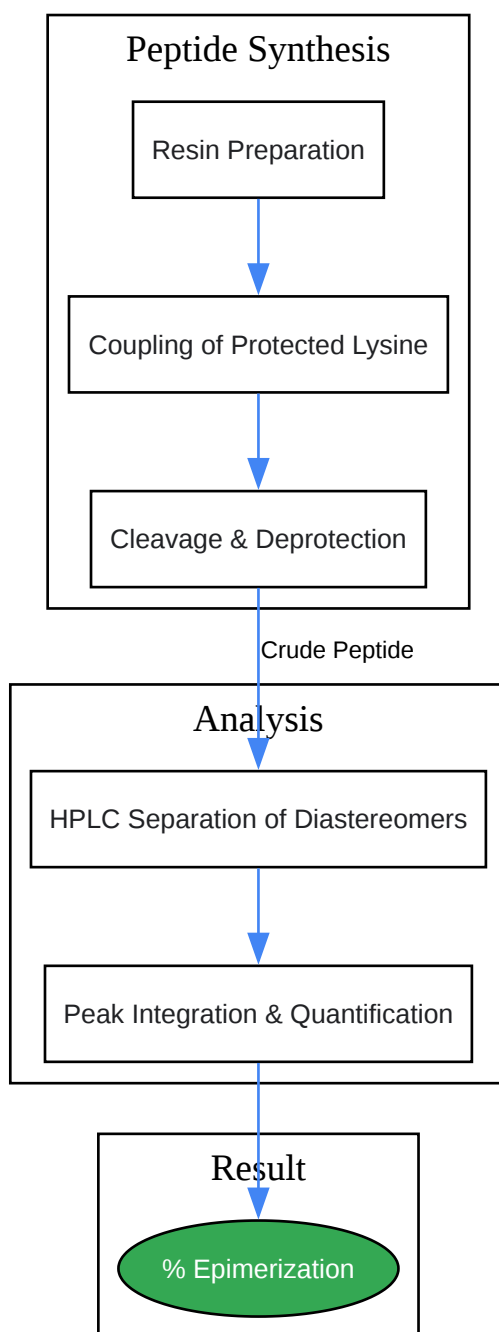 Peptide Synthesis
Resin Preparation
Coupling of Protected Lysine
Cleavage & Deprotection
Crude Peptide
Analysis
HPLC Separation of Diastereomers
Peak Integration & Quantification
Result
% Epimerization